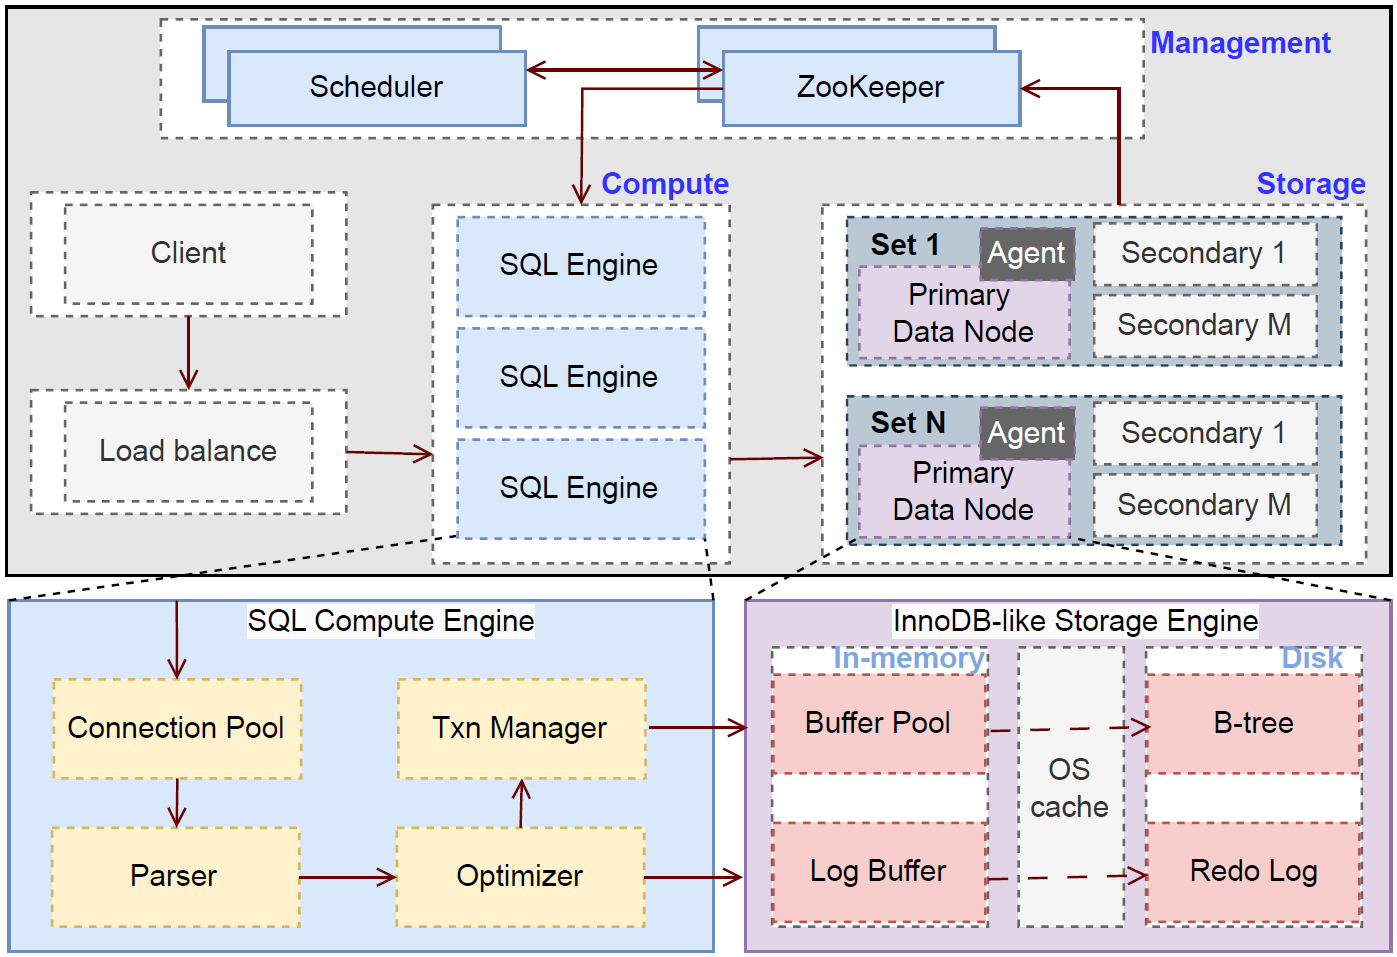 Management
Scheduler
ZooKeeper
Compute
Storage
Client
Load balance
SQL Engine
SQL Engine
SQL Engine
Set 1
Agent
Primary
Data Node
Secondary 1
Secondary M
Set N
Agent
Primary
Data Node
Secondary 1
Secondary M
SQL Compute Engine
Connection Pool
Txn Manager
Parser
Optimizer
InnoDB-like Storage Engine
In-memory
Disk
Buffer Pool
B-tree
OS
cache
Log Buffer
Redo Log